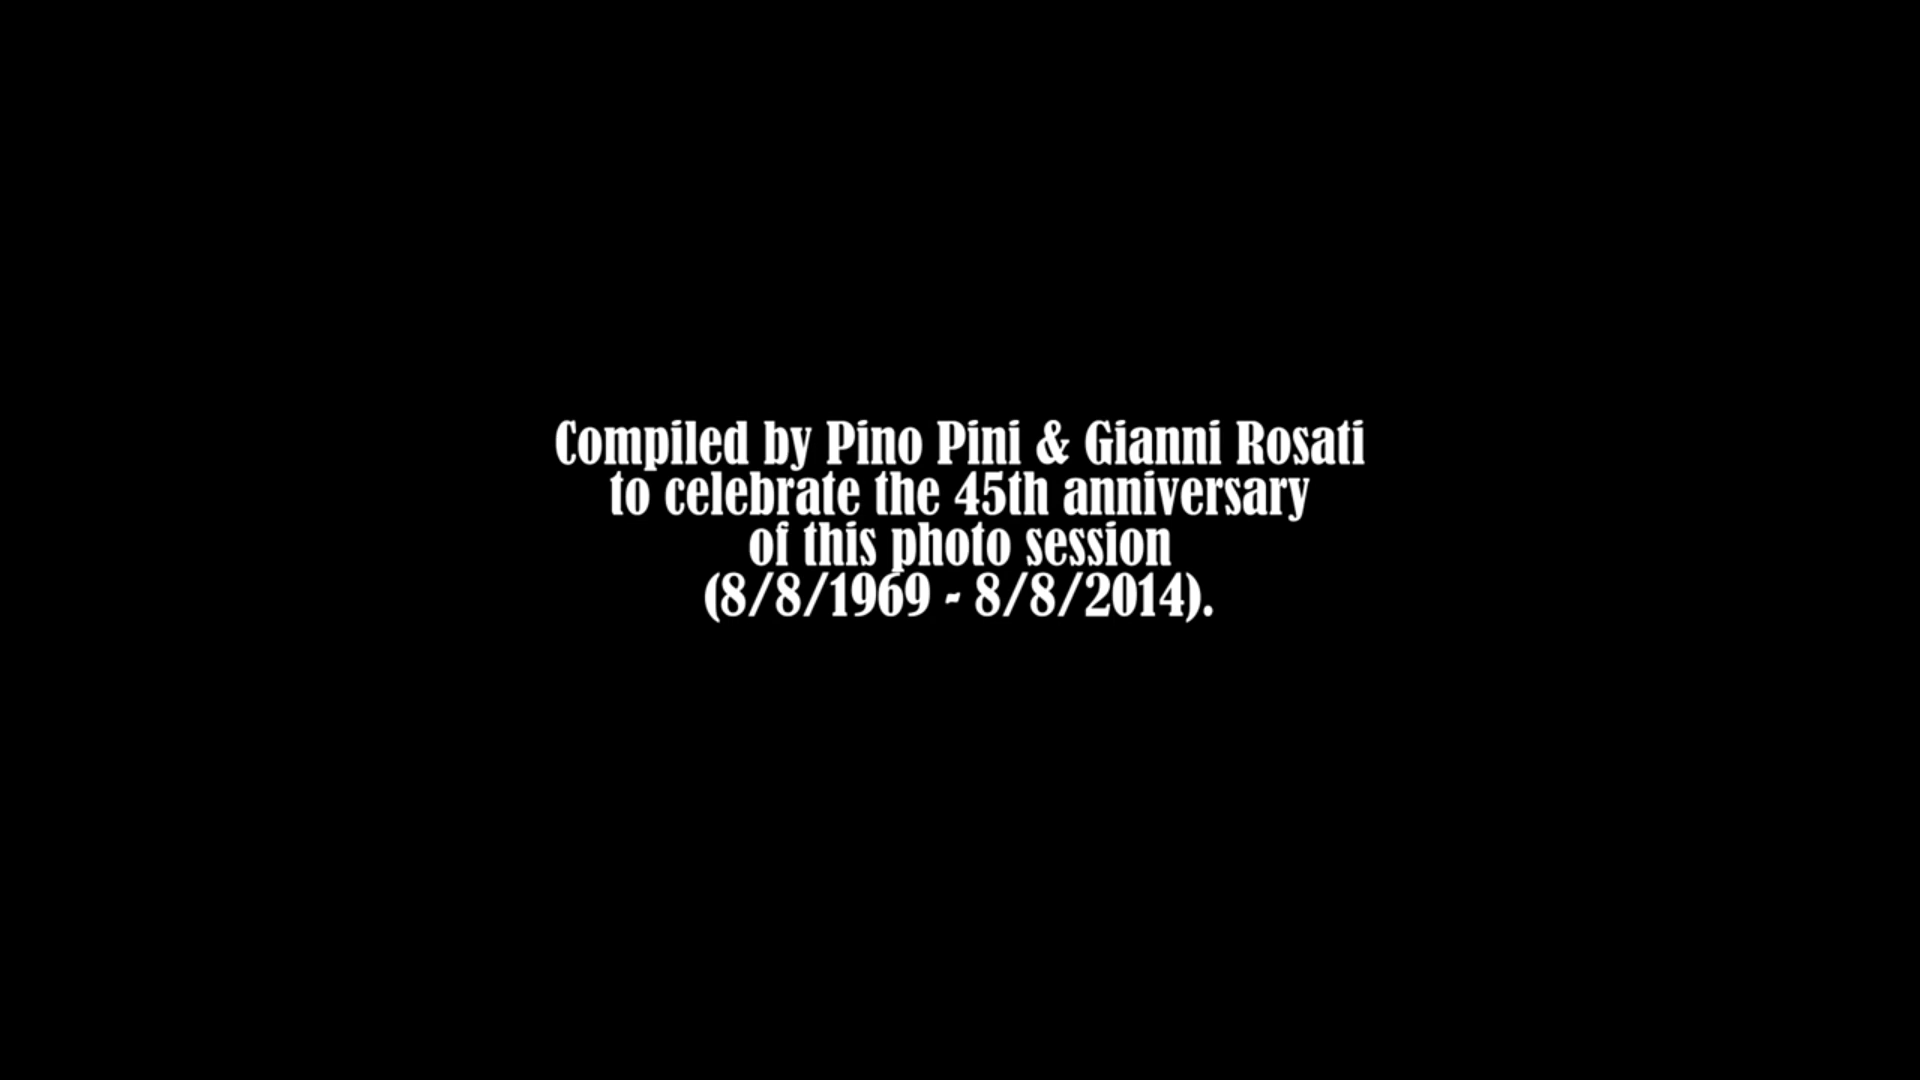 Compiled by Pino Pini & Gianni Rosati
to celebrate the 45th anniversary
of this photo session
(8/8/1969 - 8/8/2014).